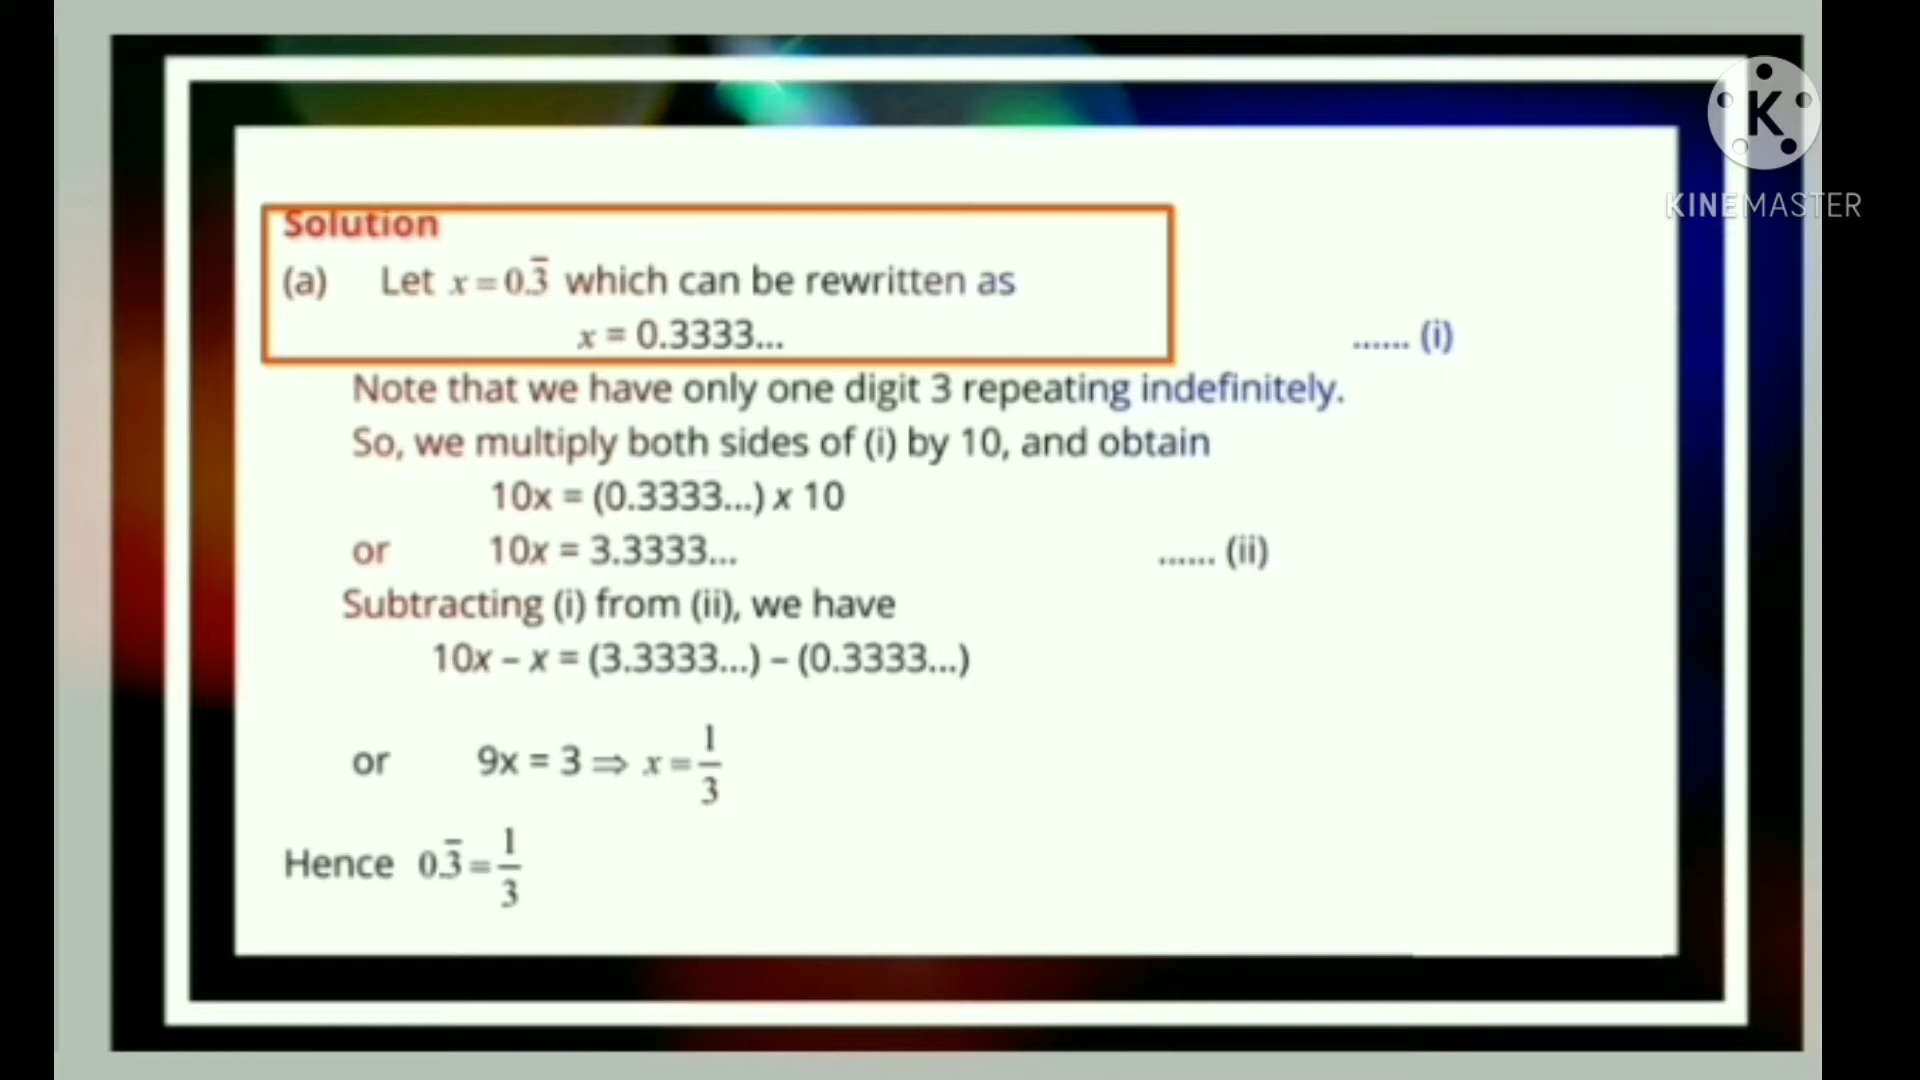 K
KINEMASTER
Solution
(a) Let x = 0.3̅ which can be rewritten as
x = 0.3333... ...... (i)
Note that we have only one digit 3 repeating indefinitely.
So, we multiply both sides of (i) by 10, and obtain
10x = (0.3333...) x 10
or 10x = 3.3333... ...... (ii)
Subtracting (i) from (ii), we have
10x – x = (3.3333...) – (0.3333...)
or 9x = 3 ⇒ x = 1/3
Hence 0.3̅ = 1/3